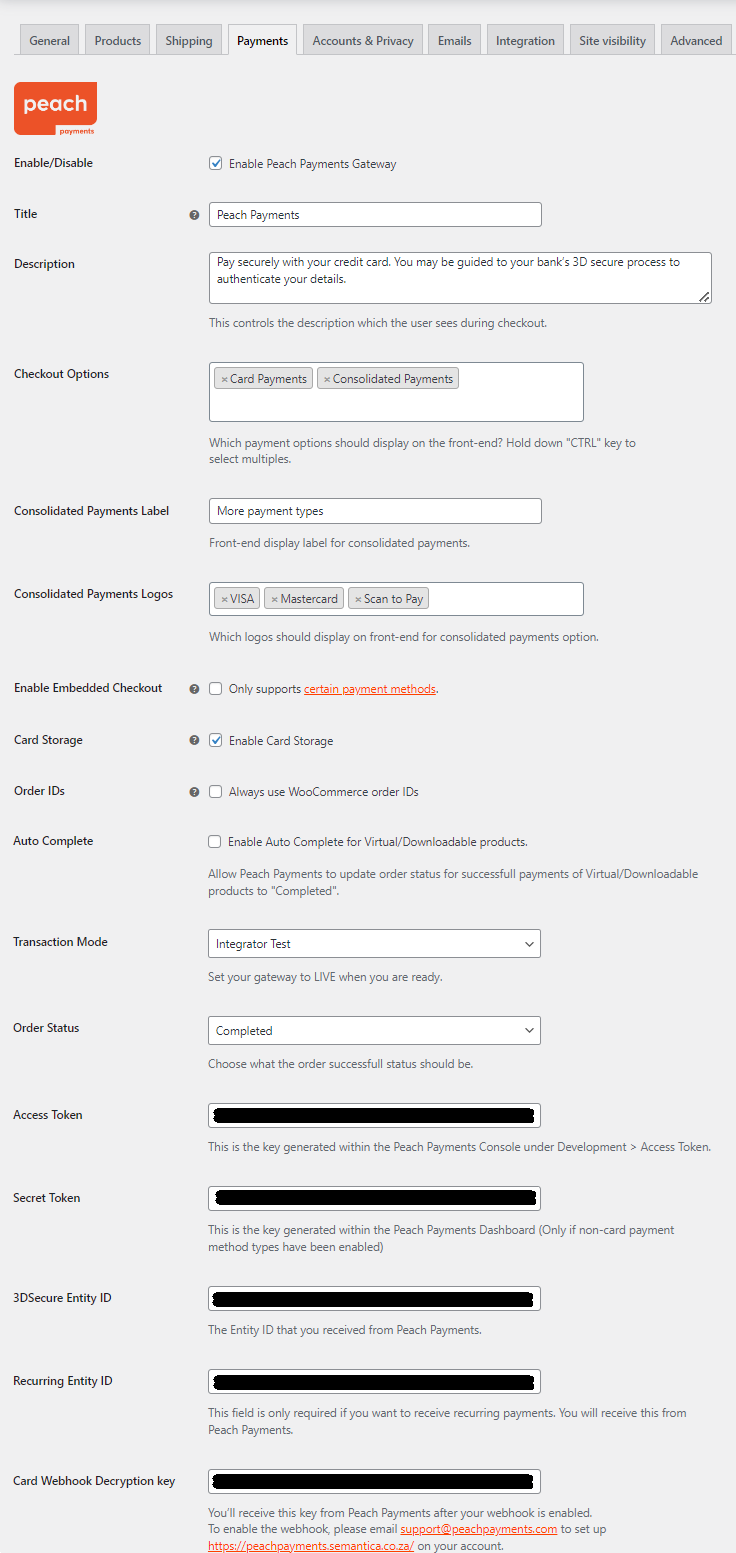 General Products Shipping Payments Accounts & Privacy Emails Integration Site visibility Advanced
peach
payments
Enable/Disable Enable Peach Payments Gateway
Title Peach Payments
Description Pay securely with your credit card. You may be guided to your bank's 3D secure process to
authenticate your details.
This controls the description which the user sees during checkout.
Checkout Options × Card Payments × Consolidated Payments
Which payment options should display on the front-end? Hold down "CTRL" key to
select multiples.
Consolidated Payments Label More payment types
Front-end display label for consolidated payments.
Consolidated Payments Logos × VISA × Mastercard × Scan to Pay
Which logos should display on front-end for consolidated payments option.
Enable Embedded Checkout ? Only supports certain payment methods.
Card Storage ? Enable Card Storage
Order IDs ? Always use WooCommerce order IDs
Auto Complete Enable Auto Complete for Virtual/Downloadable products.
Allow Peach Payments to update order status for successfull payments of Virtual/Downloadable
products to "Completed".
Transaction Mode Integrator Test
Set your gateway to LIVE when you are ready.
Order Status Completed
Choose what the order successfull status should be.
Access Token
This is the key generated within the Peach Payments Console under Development > Access Token.
Secret Token
This is the key generated within the Peach Payments Dashboard (Only if non-card payment
method types have been enabled)
3DSecure Entity ID
The Entity ID that you received from Peach Payments.
Recurring Entity ID
This field is only required if you want to receive recurring payments. You will receive this from
Peach Payments.
Card Webhook Decryption key
You'll receive this key from Peach Payments after your webhook is enabled.
To enable the webhook, please email support@peachpayments.com to set up
https://peachpayments.semantica.co.za/ on your account.